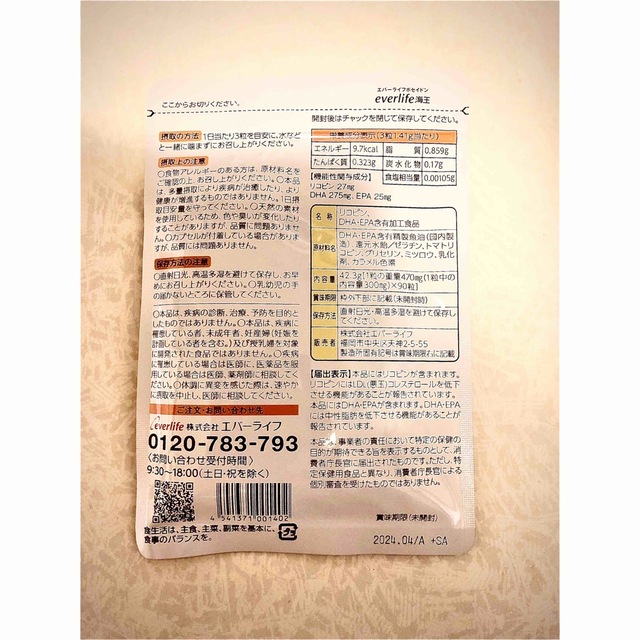 ここからお切りください。
エバーライフポセイドン
everlife海王
開封後はチャックを閉じて保存してください。
摂取の方法 1日当たり3粒を目安に、水など
と一緒に噛まずにお召し上がりください。
摂取上の注意
○食物アレルギーのある方は、原材料名を
ご確認の上、お召し上がりください。○本品
は、多量摂取により疾病が治癒したり、より
健康が増進するものではありません。1日摂
取目安量を守ってください。○天然の素材
を使用しているため、色や臭いが変化したり
することがありますが、品質に問題ありませ
ん。○カプセルが付着している場合があり
ますが、品質には問題ありません。
保存方法の注意
○直射日光、高温多湿を避けて保存し、お早
めにお召し上がりください。○乳幼児の手
の届かないところに保管してください。
○本品は、疾病の診断、治療、予防を目的と
したものではありません。○本品は、疾病に
罹患している者、未成年者、妊産婦(妊娠を
計画している者を含む。)及び授乳婦を対象
に開発された食品ではありません。○疾病
に罹患している場合は医師に、医薬品を服
用している場合は医師、薬剤師に相談してく
ださい。○体調に異変を感じた際は、速やか
に摂取を中止し、医師に相談してください。
ご注文・お問い合わせ先
everlife 株式会社 エバーライフ
0120-783-793
〈お問い合わせ受付時間〉
9:30~18:00(土・日・祝を除く)
4 541371 001402
食生活は、主食、主菜、副菜を基本に、
食事のバランスを。
栄養成分表示(3粒1.41g当たり)
エネルギー 9.7kcal 脂質 0.859g
たんぱく質 0.323g 炭水化物 0.17g
食塩相当量 0.00105g
【機能性関与成分】
リコピン 27mg
DHA 275mg、EPA 25mg
名称 リコピン、
DHA・EPA含有加工食品
原材料名 DHA・EPA含有精製魚油(国内製
造)、還元水飴/ゼラチン、トマトリ
コピン、グリセリン、ミツロウ、乳化
剤、カラメル色素
内容量 42.3g[1粒の重量470mg(1粒中の
内容量300mg)×90粒]
賞味期限 枠外下部に記載(未開封時)
保存方法 直射日光・高温多湿を避けて保存し
てください。
販売者 株式会社エバーライフ
福岡市中央区天神2-5-55
製造所固有記号は賞味期限右に記載
【届出表示】本品にはリコピンが含まれます。
リコピンにはLDL(悪玉)コレステロールを低下
させる機能があることが報告されています。
本品にはDHA・EPAが含まれます。DHA・EPA
には中性脂肪を低下させる機能があることが
報告されています。
本品は、事業者の責任において特定の保健の
目的が期待できる旨を表示するものとして、消
費者庁長官に届出されたものです。ただし、特
定保健用食品と異なり、消費者庁長官による
個別審査を受けたものではありません。
賞味期限(未開封)
2024.04/A +SA